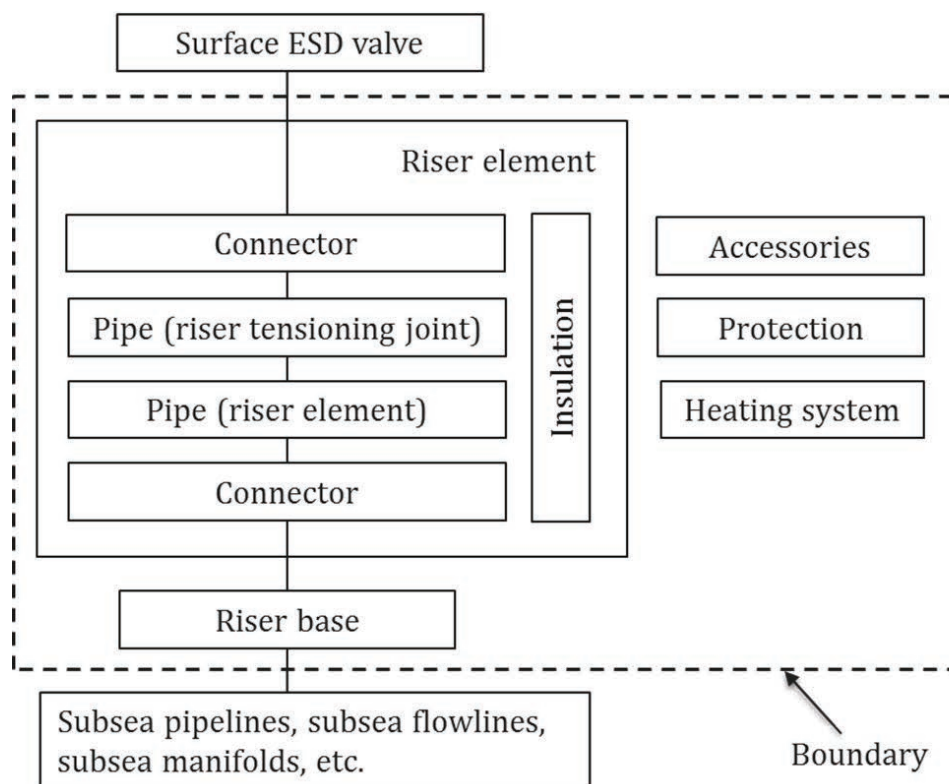 Surface ESD valve
Riser element
Connector
Pipe (riser tensioning joint)
Pipe (riser element)
Connector
Insulation
Accessories
Protection
Heating system
Riser base
Subsea pipelines, subsea flowlines,
subsea manifolds, etc.
Boundary